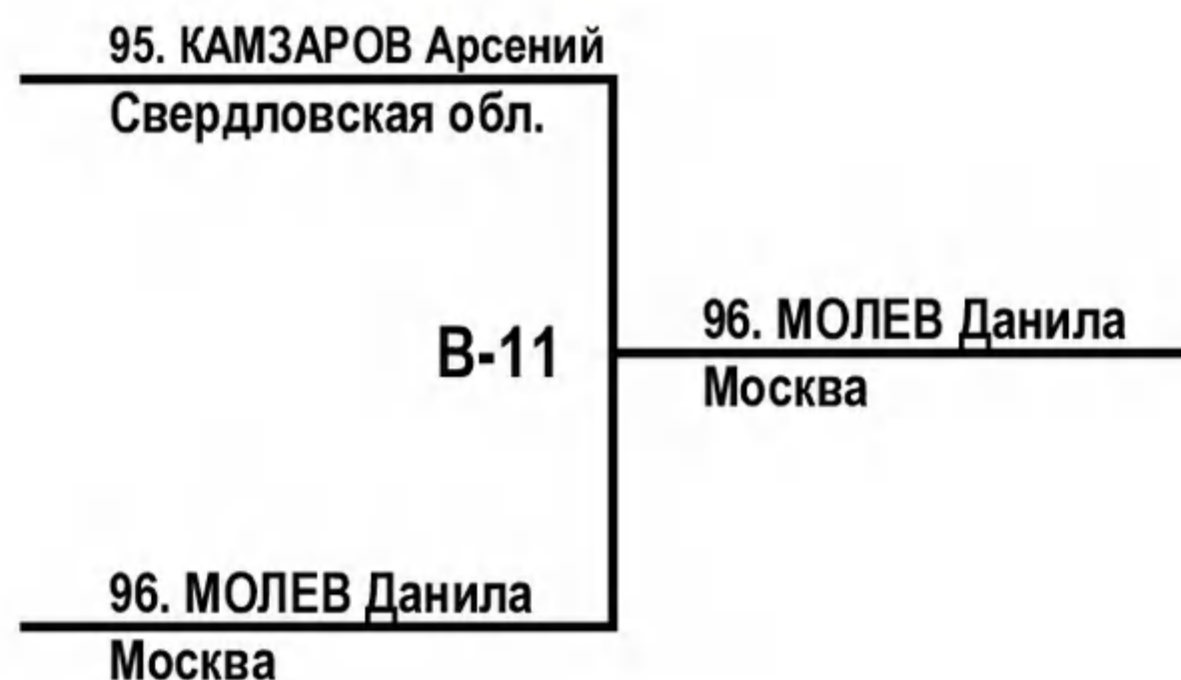 95. КАМЗАРОВ Арсений
Свердловская обл.
В-11
96. МОЛЕВ Данила
Москва
96. МОЛЕВ Данила
Москва